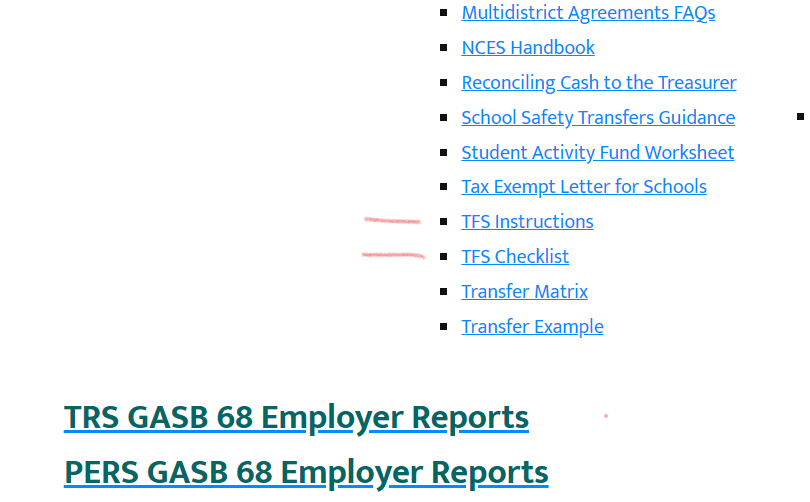 Multidistrict Agreements FAQs
NCES Handbook
Reconciling Cash to the Treasurer
School Safety Transfers Guidance
Student Activity Fund Worksheet
Tax Exempt Letter for Schools
TFS Instructions
TFS Checklist
Transfer Matrix
Transfer Example
TRS GASB 68 Employer Reports
PERS GASB 68 Employer Reports